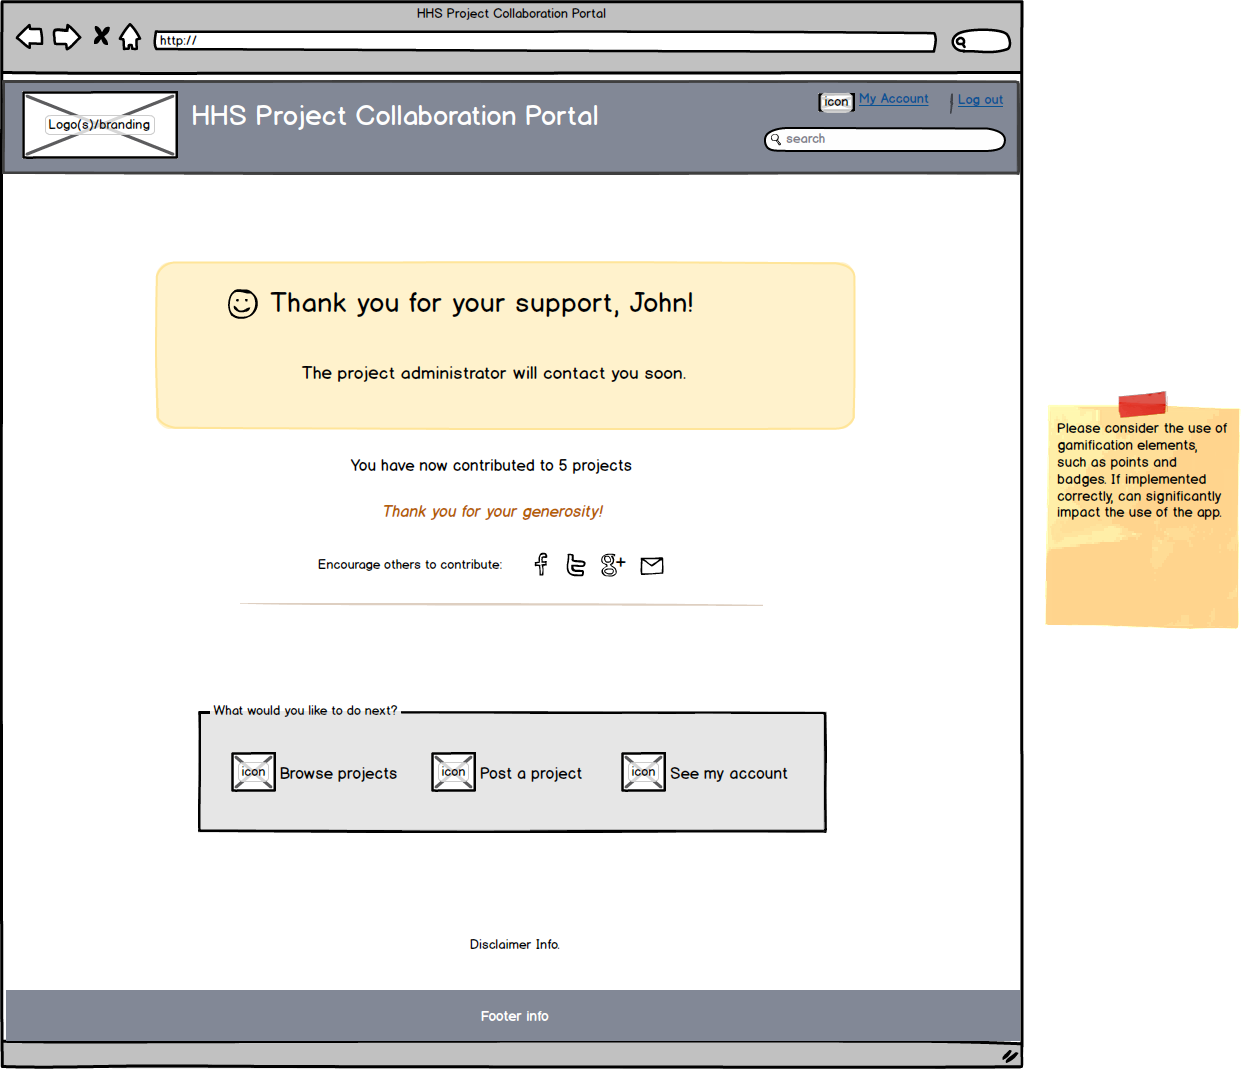 HHS Project Collaboration Portal
http://
Logo(s)/branding
HHS Project Collaboration Portal
icon My Account Log out
search
Thank you for your support, John!
The project administrator will contact you soon.
You have now contributed to 5 projects
Thank you for your generosity!
Encourage others to contribute:
What would you like to do next?
icon Browse projects icon Post a project icon See my account
Disclaimer Info.
Footer info
Please consider the use of
gamification elements,
such as points and
badges. If implemented
correctly, can significantly
impact the use of the app.